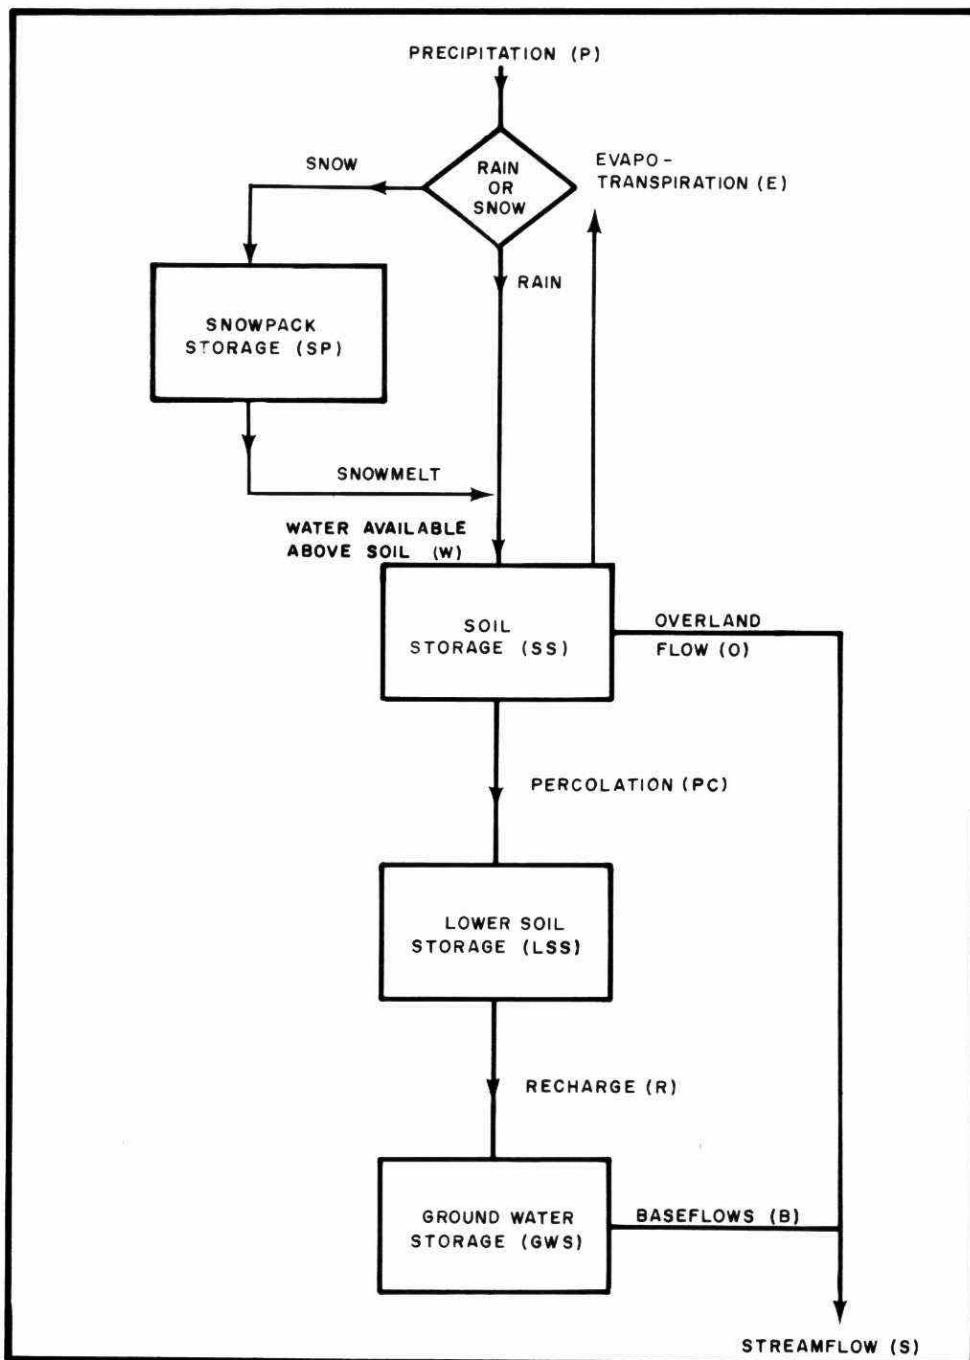 PRECIPITATION (P)
SNOW
RAIN
OR
SNOW
EVAPO-
TRANSPIRATION (E)
RAIN
SNOWPACK
STORAGE (SP)
SNOWMELT
WATER AVAILABLE
ABOVE SOIL (W)
SOIL
STORAGE (SS)
OVERLAND
FLOW (O)
PERCOLATION (PC)
LOWER SOIL
STORAGE (LSS)
RECHARGE (R)
GROUND WATER
STORAGE (GWS)
BASEFLOWS (B)
STREAMFLOW (S)